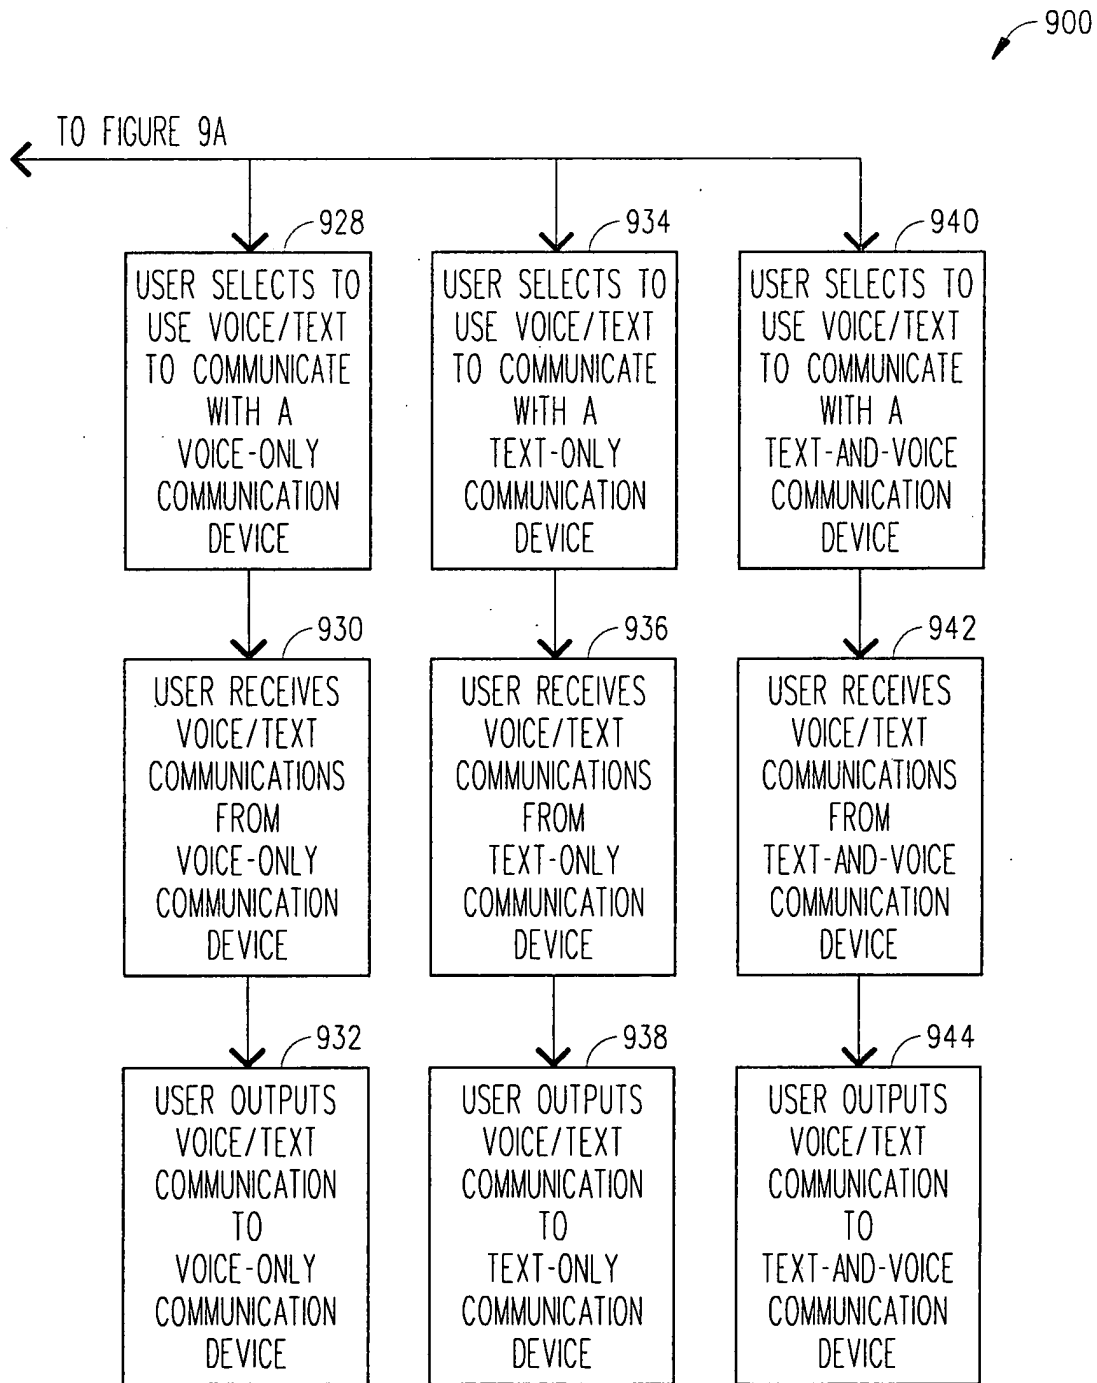 900
TO FIGURE 9A
928
USER SELECTS TO
USE VOICE/TEXT
TO COMMUNICATE
WITH A
VOICE-ONLY
COMMUNICATION
DEVICE
934
USER SELECTS TO
USE VOICE/TEXT
TO COMMUNICATE
WITH A
TEXT-ONLY
COMMUNICATION
DEVICE
940
USER SELECTS TO
USE VOICE/TEXT
TO COMMUNICATE
WITH A
TEXT-AND-VOICE
COMMUNICATION
DEVICE
930
USER RECEIVES
VOICE/TEXT
COMMUNICATIONS
FROM
VOICE-ONLY
COMMUNICATION
DEVICE
936
USER RECEIVES
VOICE/TEXT
COMMUNICATIONS
FROM
TEXT-ONLY
COMMUNICATION
DEVICE
942
USER RECEIVES
VOICE/TEXT
COMMUNICATIONS
FROM
TEXT-AND-VOICE
COMMUNICATION
DEVICE
932
USER OUTPUTS
VOICE/TEXT
COMMUNICATION
TO
VOICE-ONLY
COMMUNICATION
DEVICE
938
USER OUTPUTS
VOICE/TEXT
COMMUNICATION
TO
TEXT-ONLY
COMMUNICATION
DEVICE
944
USER OUTPUTS
VOICE/TEXT
COMMUNICATION
TO
TEXT-AND-VOICE
COMMUNICATION
DEVICE